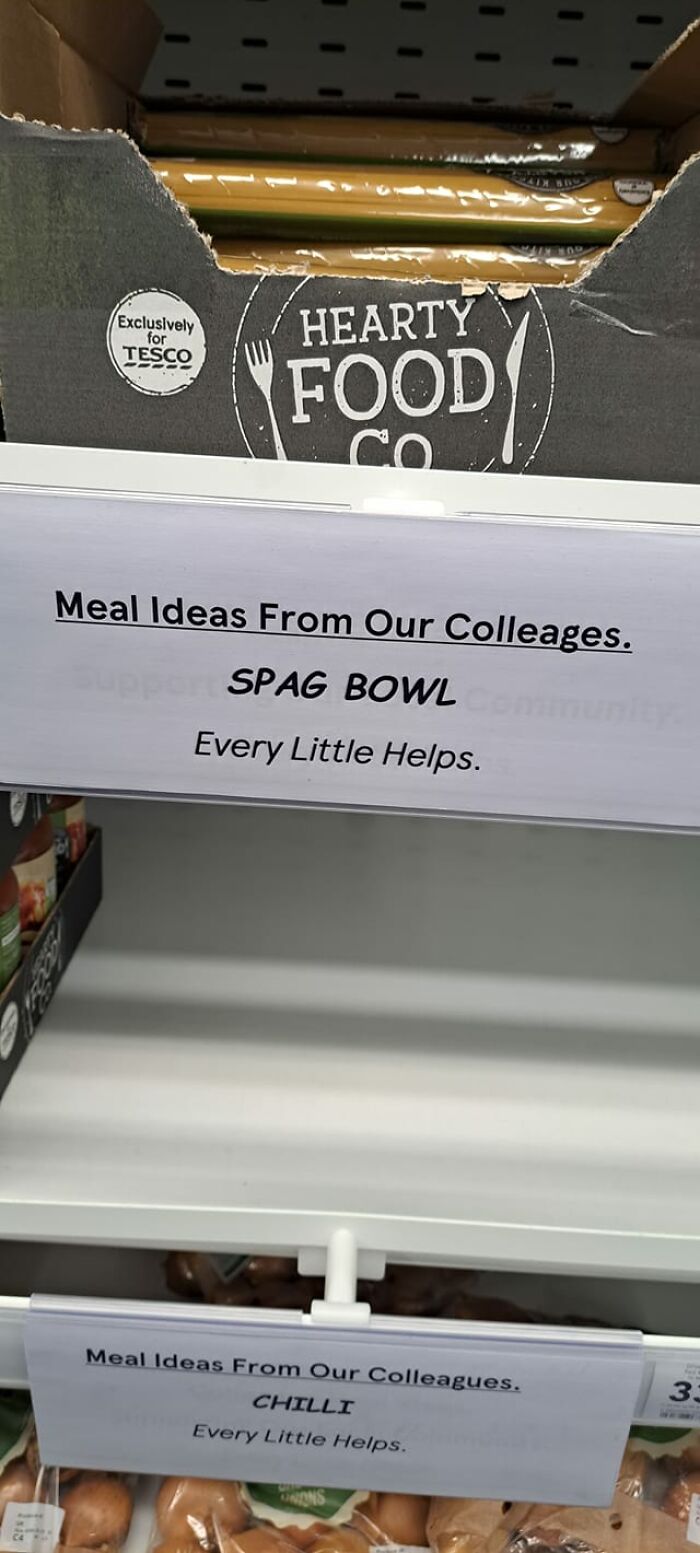 Exclusively
for
TESCO
HEARTY
FOOD
CO
Meal Ideas From Our Colleages.
SPAG BOWL
Every Little Helps.
Meal Ideas From Our Colleagues.
CHILLI
Every Little Helps.
ONIONS